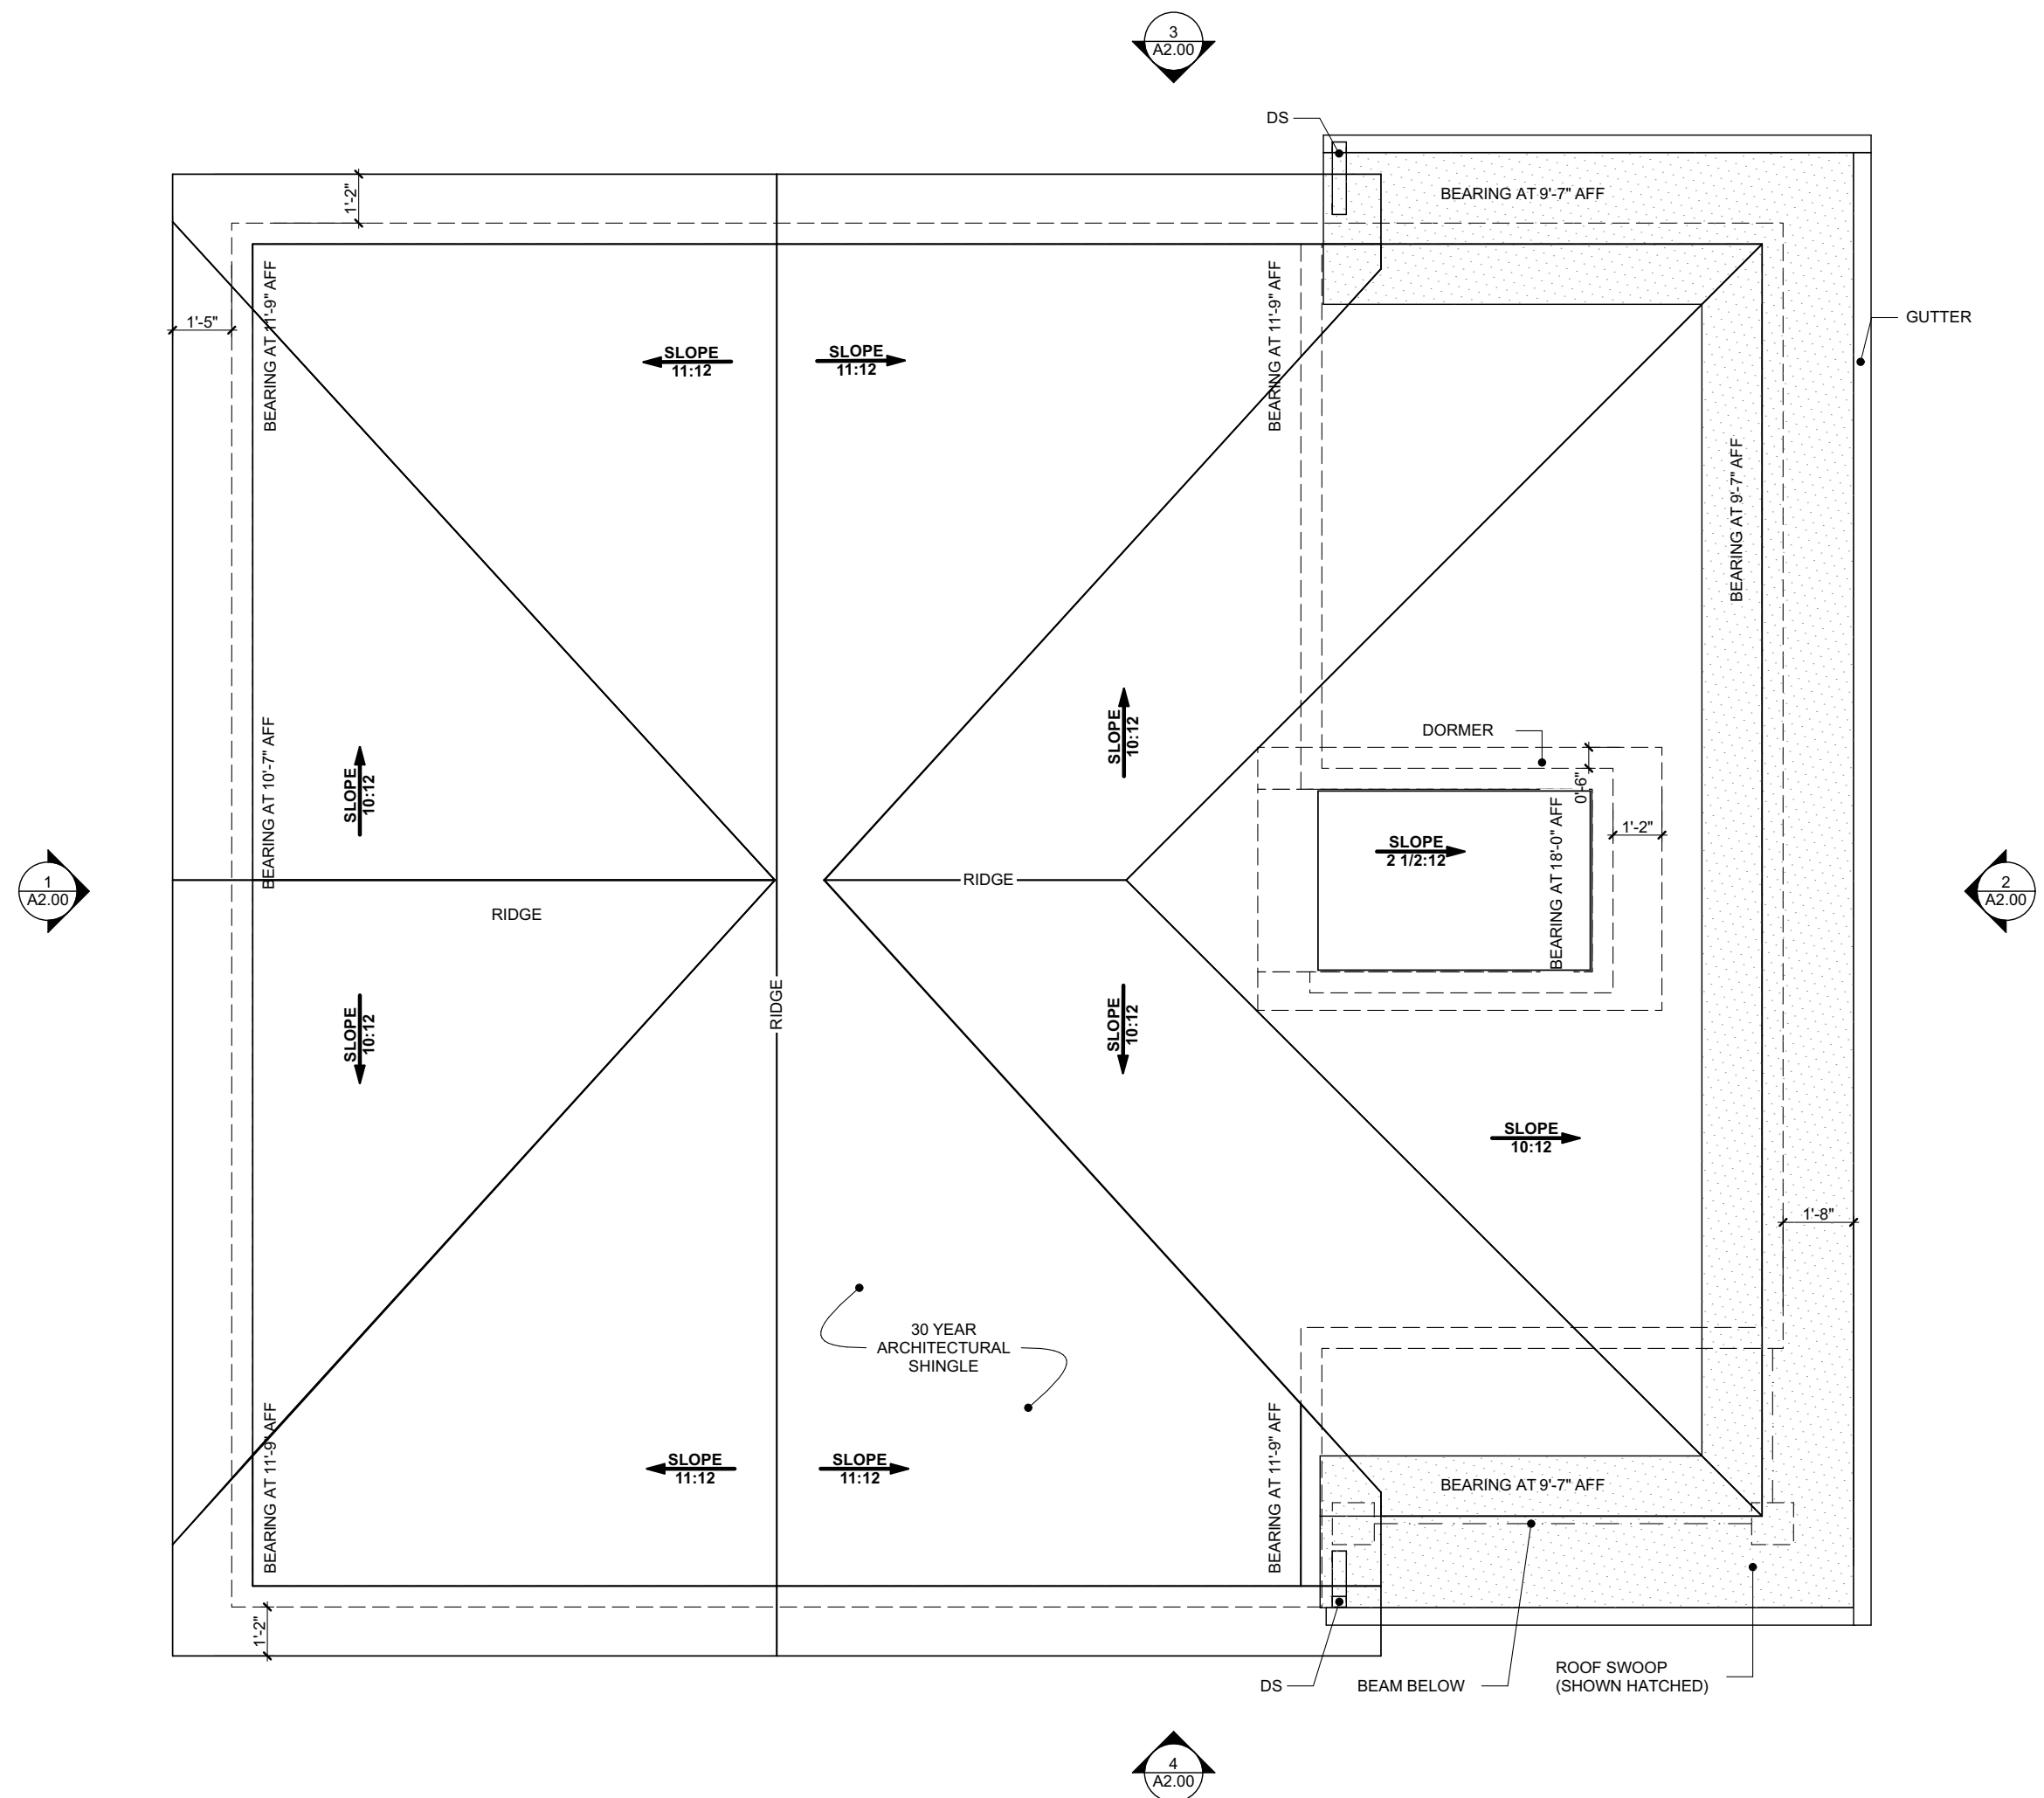 3
A2.00
DS
BEARING AT 9'-7" AFF
1'-2"
GUTTER
1'-5"
BEARING AT 11'-9" AFF
SLOPE
11:12
SLOPE
11:12
BEARING AT 11'-9" AFF
BEARING AT 9'-7" AFF
SLOPE
10:12
DORMER
0'-6"
BEARING AT 10'-7" AFF
SLOPE
10:12
BEARING AT 18'-0" AFF
1'-2"
SLOPE
2 1/2:12
1
A2.00
RIDGE
RIDGE
2
A2.00
RIDGE
SLOPE
10:12
SLOPE
10:12
SLOPE
10:12
1'-8"
30 YEAR
ARCHITECTURAL
SHINGLE
BEARING AT 11'-9" AFF
SLOPE
11:12
SLOPE
11:12
BEARING AT 11'-9" AFF
BEARING AT 9'-7" AFF
1'-2"
DS
BEAM BELOW
ROOF SWOOP
(SHOWN HATCHED)
4
A2.00